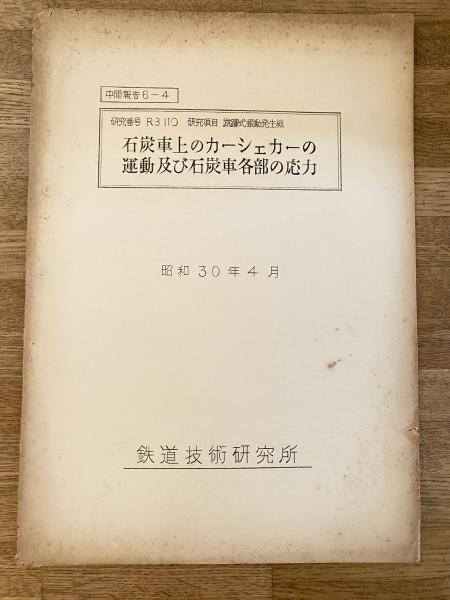 中間報告6-4
研究番号 R3110 研究項目 跳躍式振動発生機
石炭車上のカーシェカーの
運動及び石炭車各部の応力
昭和30年4月
鉄道技術研究所